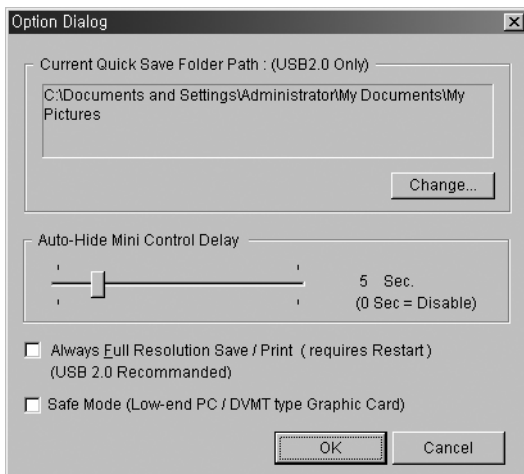 Option Dialog
Current Quick Save Folder Path : (USB2.0 Only)
C:\Documents and Settings\Administrator\My Documents\My
Pictures
Change...
Auto-Hide Mini Control Delay
5 Sec.
(0 Sec = Disable)
Always Full Resolution Save / Print ( requires Restart )
(USB 2.0 Recommanded)
Safe Mode (Low-end PC / DVMT type Graphic Card)
OK
Cancel